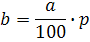 b = a/100 · p